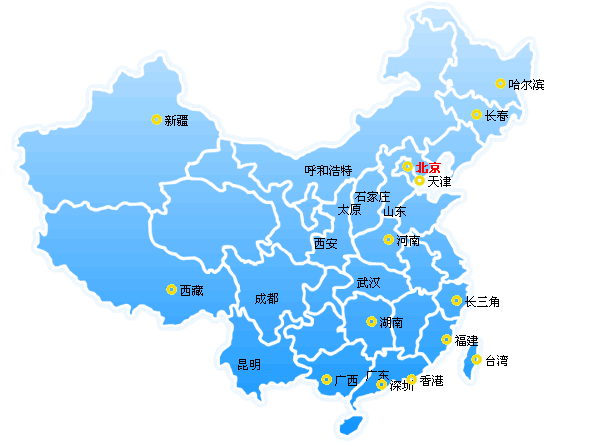 哈尔滨
长春
新疆
北京
呼和浩特
天津
石家庄
太原
山东
河南
西安
武汉
西藏
成都
长三角
湖南
福建
台湾
昆明
广东
广西
深圳
香港